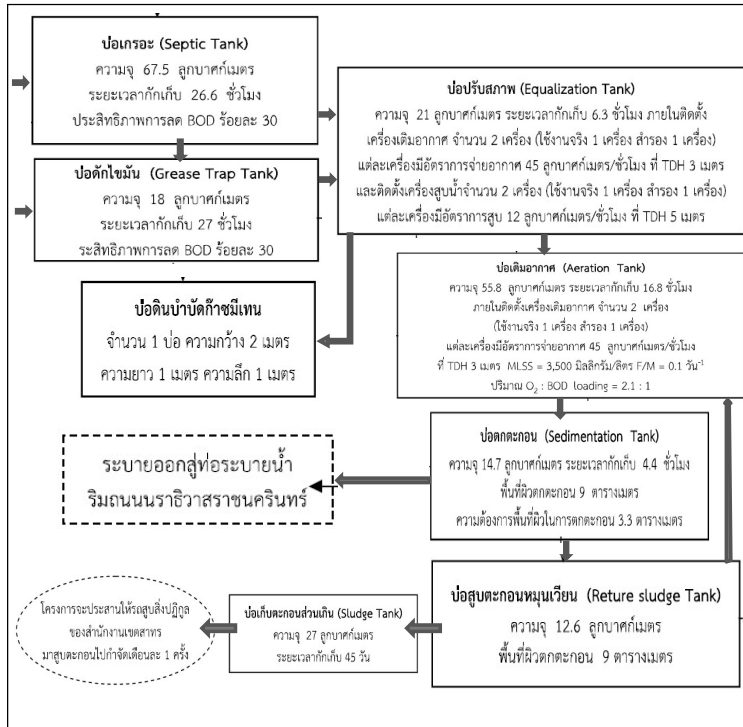 บ่อเกรอะ (Septic Tank)
ความจุ 67.5 ลูกบาศก์เมตร
ระยะเวลากักเก็บ 26.6 ชั่วโมง
ประสิทธิภาพการลด BOD ร้อยละ 30
บ่อปรับสภาพ (Equalization Tank)
ความจุ 21 ลูกบาศก์เมตร ระยะเวลากักเก็บ 6.3 ชั่วโมง ภายในติดตั้ง
เครื่องเติมอากาศ จำนวน 2 เครื่อง (ใช้งานจริง 1 เครื่อง สำรอง 1 เครื่อง)
แต่ละเครื่องมีอัตราการจ่ายอากาศ 45 ลูกบาศก์เมตร/ชั่วโมง ที่ TDH 3 เมตร
และติดตั้งเครื่องสูบน้ำจำนวน 2 เครื่อง (ใช้งานจริง 1 เครื่อง สำรอง 1 เครื่อง)
แต่ละเครื่องมีอัตราการสูบ 12 ลูกบาศก์เมตร/ชั่วโมง ที่ TDH 5 เมตร
บ่อดักไขมัน (Grease Trap Tank)
ความจุ 18 ลูกบาศก์เมตร
ระยะเวลากักเก็บ 27 ชั่วโมง
ระสิทธิภาพการลด BOD ร้อยละ 30
บ่อดินบำบัดก๊าซมีเทน
จำนวน 1 บ่อ ความกว้าง 2 เมตร
ความยาว 1 เมตร ความลึก 1 เมตร
บ่อเติมอากาศ (Aeration Tank)
ความจุ 55.8 ลูกบาศก์เมตร ระยะเวลากักเก็บ 16.8 ชั่วโมง
ภายในติดตั้งเครื่องเติมอากาศ จำนวน 2 เครื่อง
(ใช้งานจริง 1 เครื่อง สำรอง 1 เครื่อง)
แต่ละเครื่องมีอัตราการจ่ายอากาศ 45 ลูกบาศก์เมตร/ชั่วโมง
ที่ TDH 3 เมตร MLSS = 3,500 มิลลิกรัม/ลิตร F/M = 0.1 วัน⁻¹
ปริมาณ O₂ : BOD loading = 2.1 : 1
บ่อตกตะกอน (Sedimentation Tank)
ความจุ 14.7 ลูกบาศก์เมตร ระยะเวลากักเก็บ 4.4 ชั่วโมง
พื้นที่ผิวตกตะกอน 9 ตารางเมตร
ความต้องการพื้นที่ผิวในการตกตะกอน 3.3 ตารางเมตร
ระบายออกสู่ท่อระบายน้ำ
ริมถนนนราธิวาสราชนครินทร์
บ่อสูบตะกอนหมุนเวียน (Reture sludge Tank)
ความจุ 12.6 ลูกบาศก์เมตร
พื้นที่ผิวตกตะกอน 9 ตารางเมตร
บ่อเก็บตะกอนส่วนเกิน (Sludge Tank)
ความจุ 27 ลูกบาศก์เมตร
ระยะเวลากักเก็บ 45 วัน
โครงการจะประสานให้รถสูบสิ่งปฏิกูล
ของสำนักงานเขตสาทร
มาสูบตะกอนไปกำจัดเดือนละ 1 ครั้ง